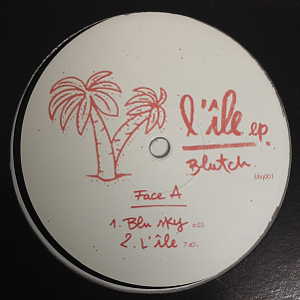 l'île ep.
Blutch
Face A
1. Blu sky
2. L'île